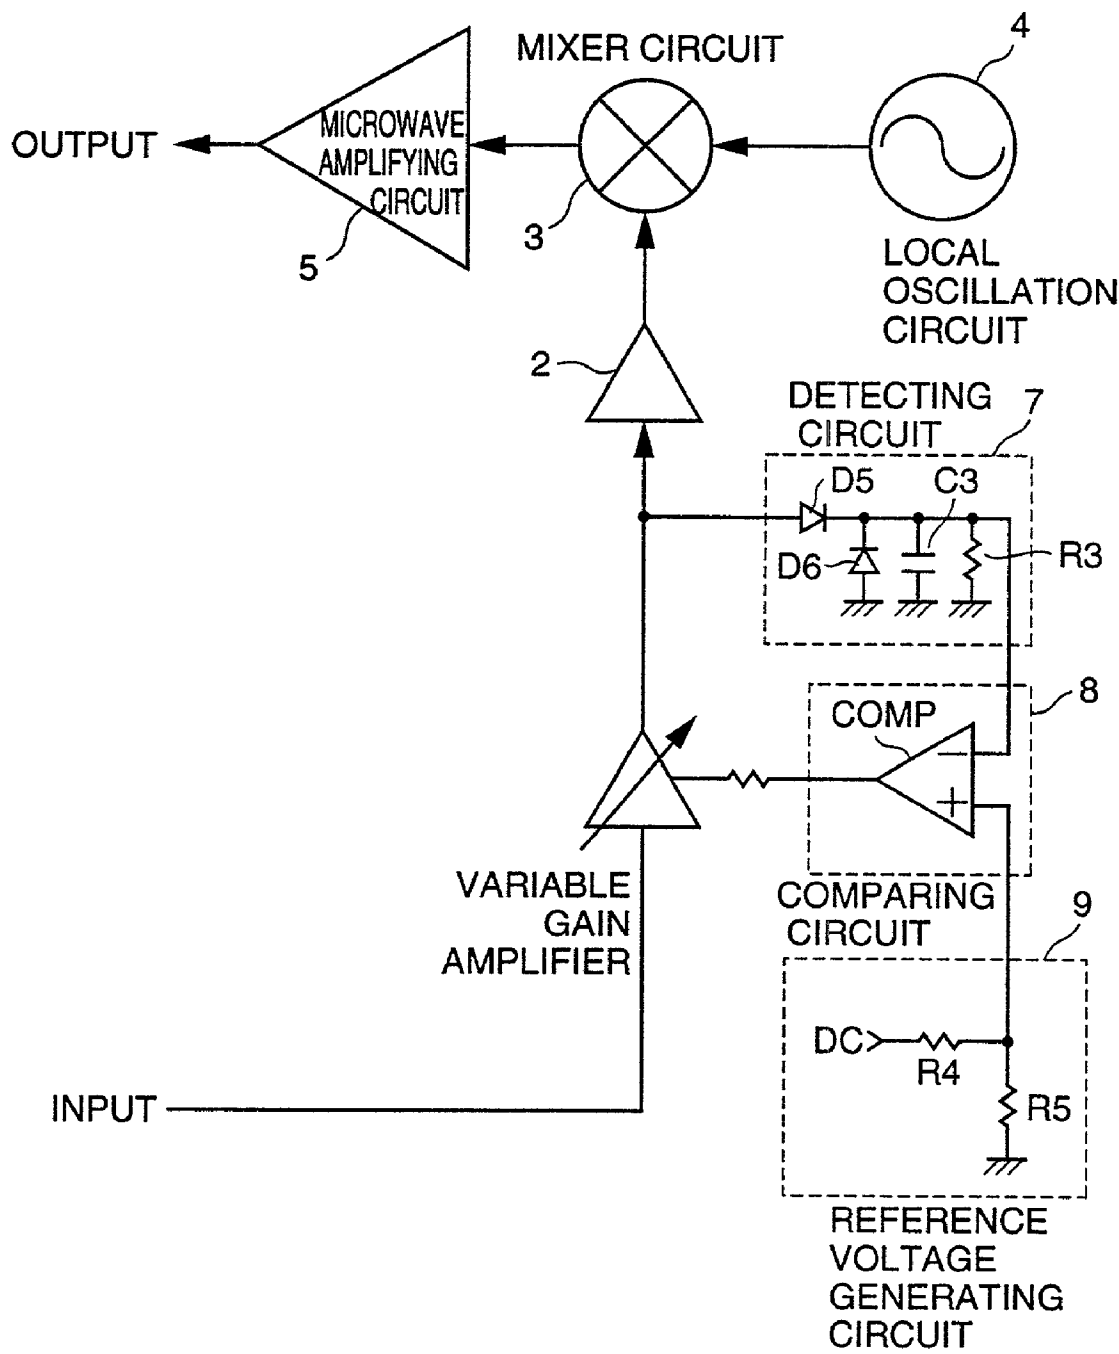 4
MIXER CIRCUIT
OUTPUT
MICROWAVE
AMPLIFYING
CIRCUIT
3
5
LOCAL
OSCILLATION
CIRCUIT
2
DETECTING
CIRCUIT
7
D5
C3
D6
R3
8
COMP
−
+
VARIABLE
GAIN
AMPLIFIER
COMPARING
CIRCUIT
9
DC
R4
INPUT
R5
REFERENCE
VOLTAGE
GENERATING
CIRCUIT